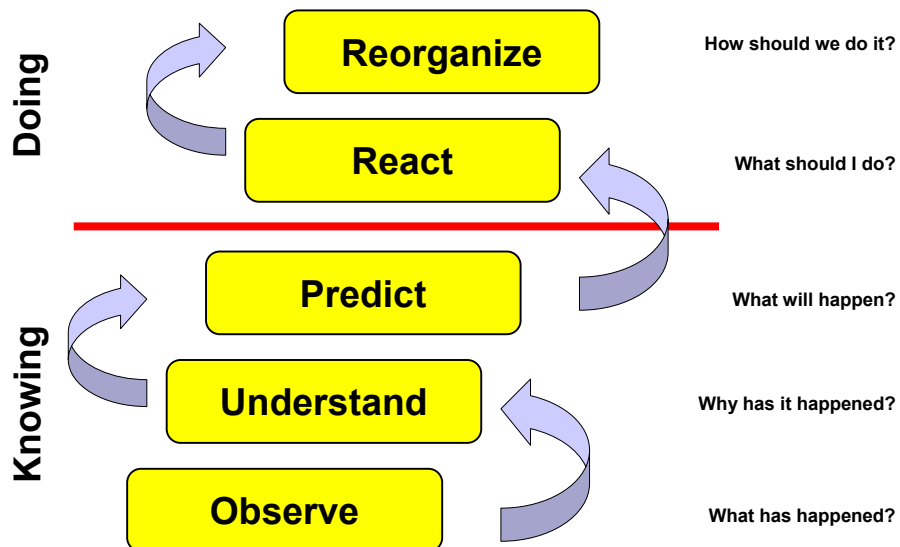 Doing
Reorganize
How should we do it?
React
What should I do?
Knowing
Predict
What will happen?
Understand
Why has it happened?
Observe
What has happened?